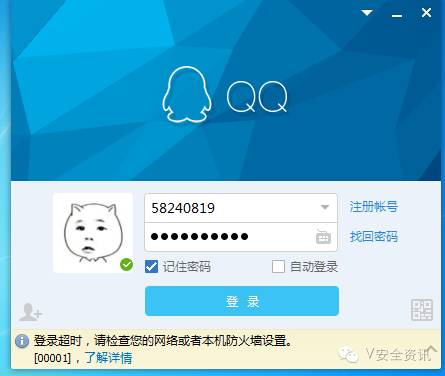 QQ
58240819
注册帐号
●●●●●●●●●●
找回密码
记住密码
自动登录
登 录
登录超时，请检查您的网络或者本机防火墙设置。
[00001]，了解详情
V安全资讯